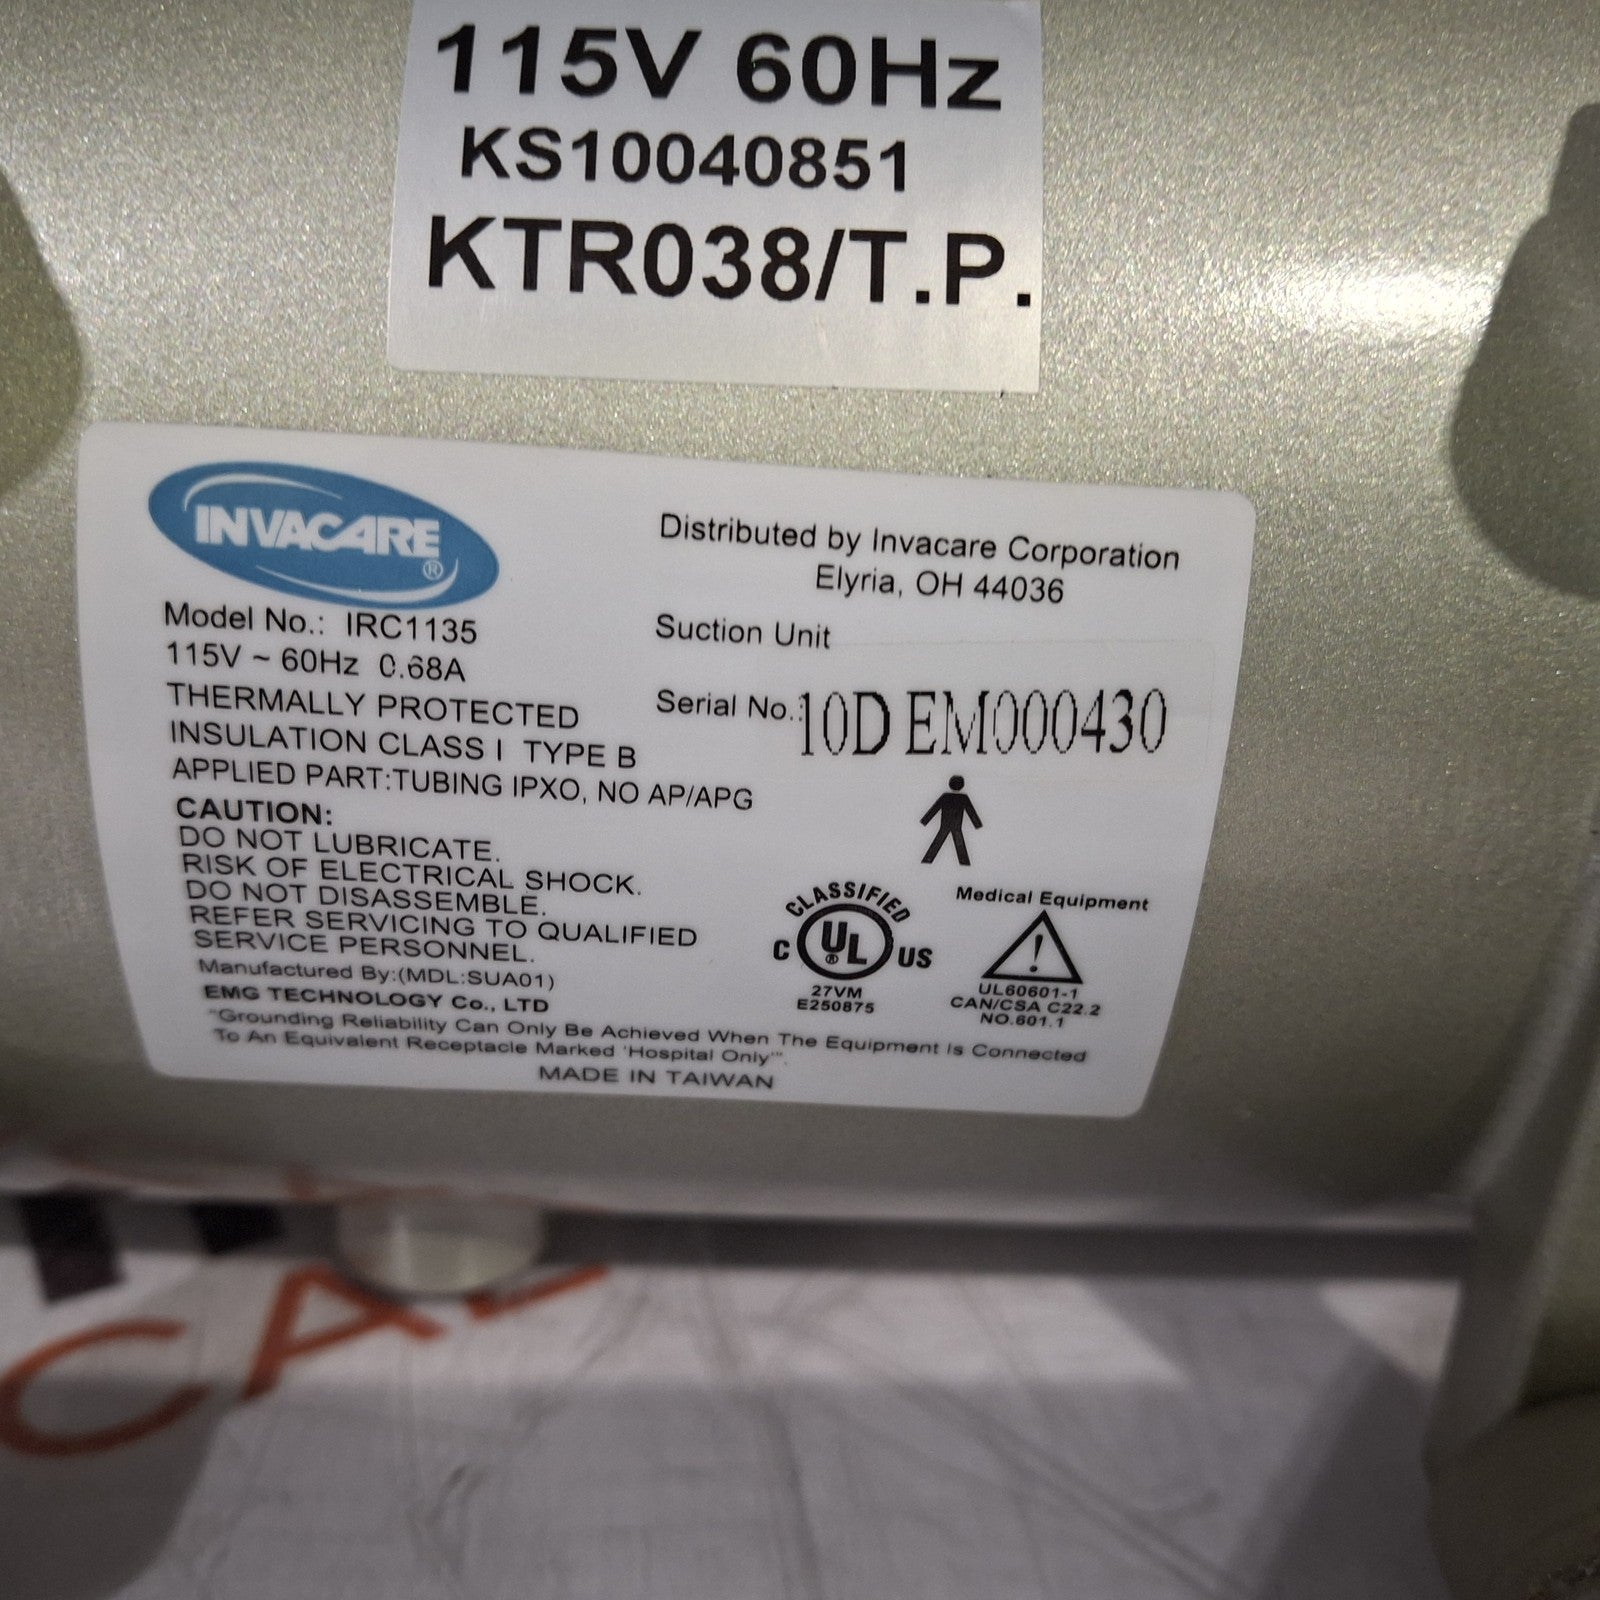 115V 60Hz
KS10040851
KTR038/T.P.
INVACARE ®
Distributed by Invacare Corporation
Elyria, OH 44036
Model No.: IRC1135
Suction Unit
115V ~ 60Hz 0.68A
THERMALLY PROTECTED
Serial No.:10DEM000430
INSULATION CLASS I TYPE B
APPLIED PART:TUBING IPXO, NO AP/APG
CAUTION:
DO NOT LUBRICATE.
RISK OF ELECTRICAL SHOCK.
DO NOT DISASSEMBLE.
REFER SERVICING TO QUALIFIED
SERVICE PERSONNEL.
CLASSIFIED
C UL ® US
27VM
E250875
Medical Equipment
!
UL60601-1
CAN/CSA C22.2
NO.601.1
Manufactured By:(MDL:SUA01)
EMG TECHNOLOGY Co., LTD
"Grounding Reliability Can Only Be Achieved When The Equipment Is Connected
To An Equivalent Receptacle Marked 'Hospital Only'".
MADE IN TAIWAN